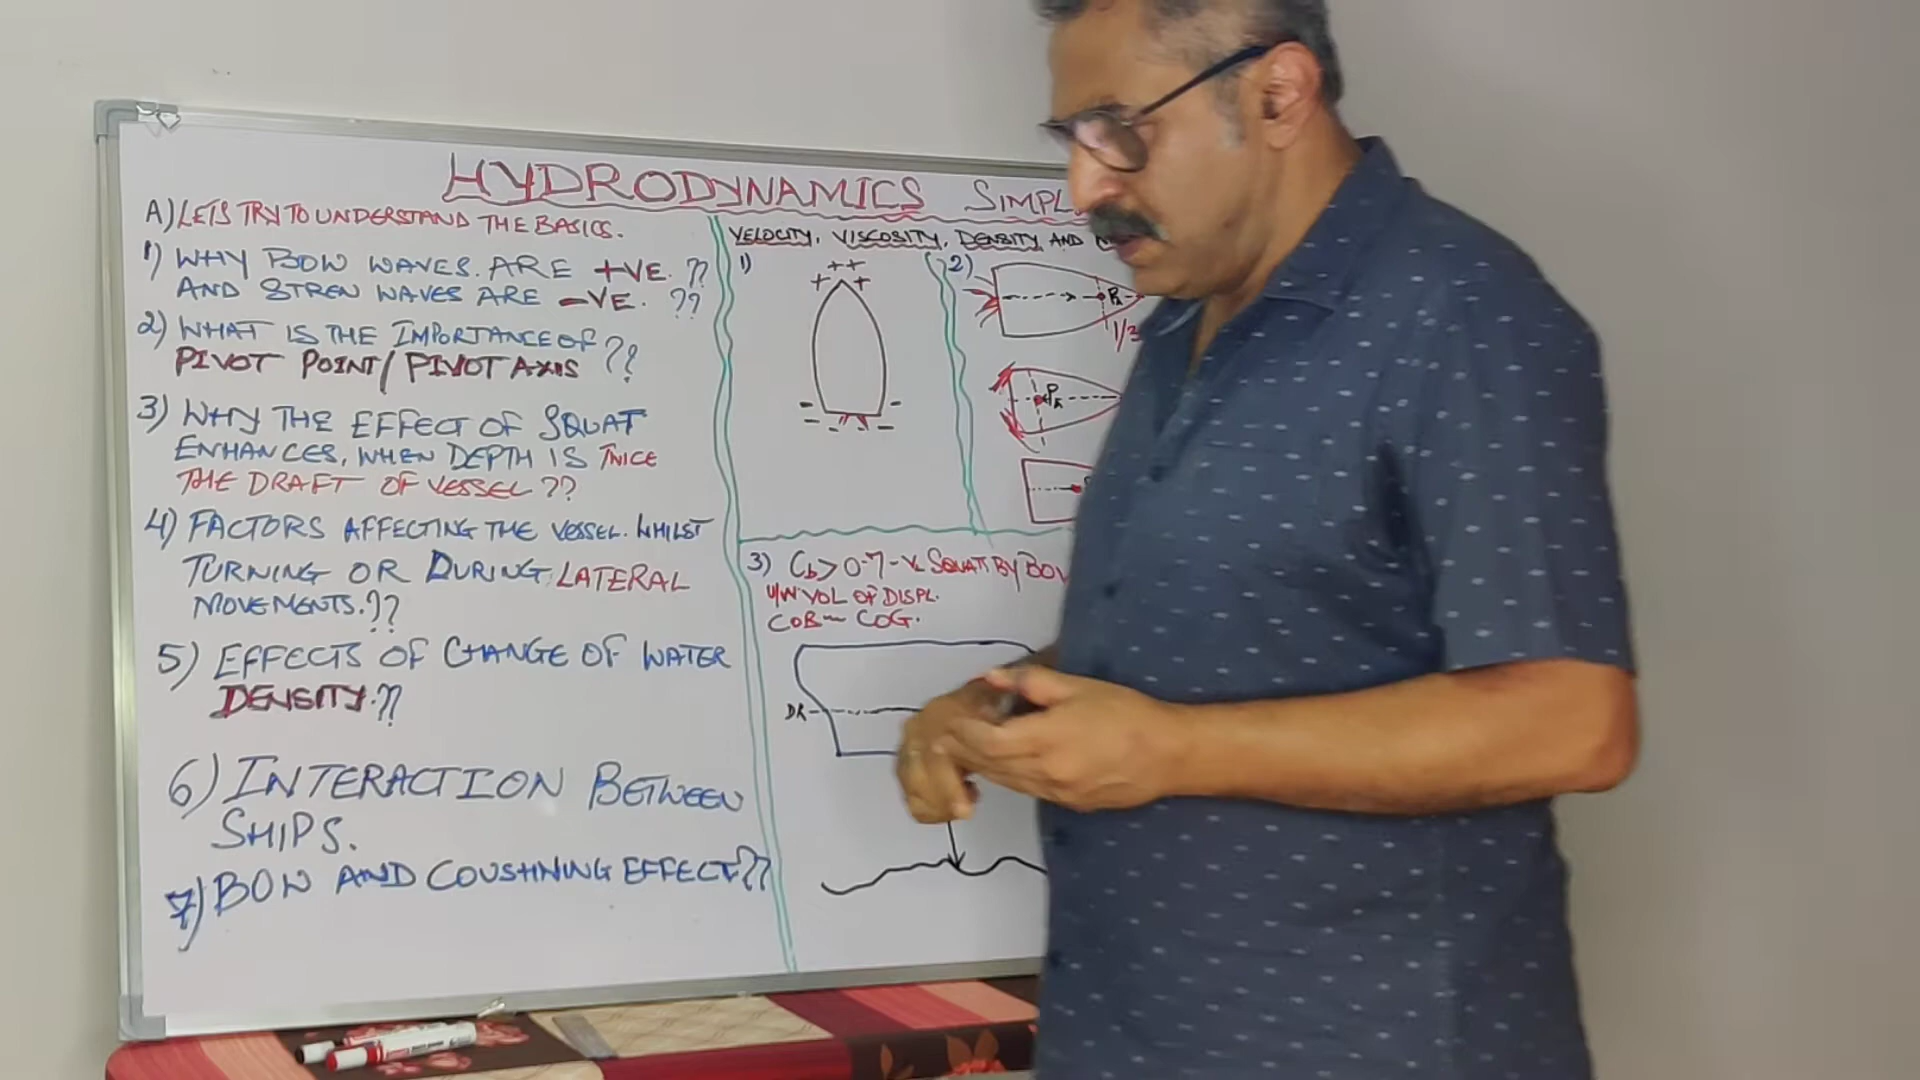 HYDRODYNAMICS SIMPL
A) LETS TRY TO UNDERSTAND THE BASICS.
1) WHY BOW WAVES. ARE +VE. ??
AND STREN WAVES ARE -VE. ??
2) WHAT IS THE IMPORTANCE OF
PIVOT POINT/PIVOT AXIS ??
3) WHY THE EFFECT OF SQUAT
ENHANCES, WHEN DEPTH IS TWICE
THE DRAFT OF VESSEL ??
4) FACTORS AFFECTING THE VESSEL. WHILST
TURNING OR DURING LATERAL
MOVEMENTS.??
5) EFFECTS OF CHANGE OF WATER
DENSITY.??
6) INTERACTION BETWEEN
SHIPS.
7) BOW AND COUSHNING EFFECT??
VELOCITY, VISCOSITY, DENSITY AND
1)
++
+ +
- -
- - - -
2)
1/3
3) Cb > 0.7 - SQUATT BY BOW
U/W VOL OF DISPL.
COB ~ COG.